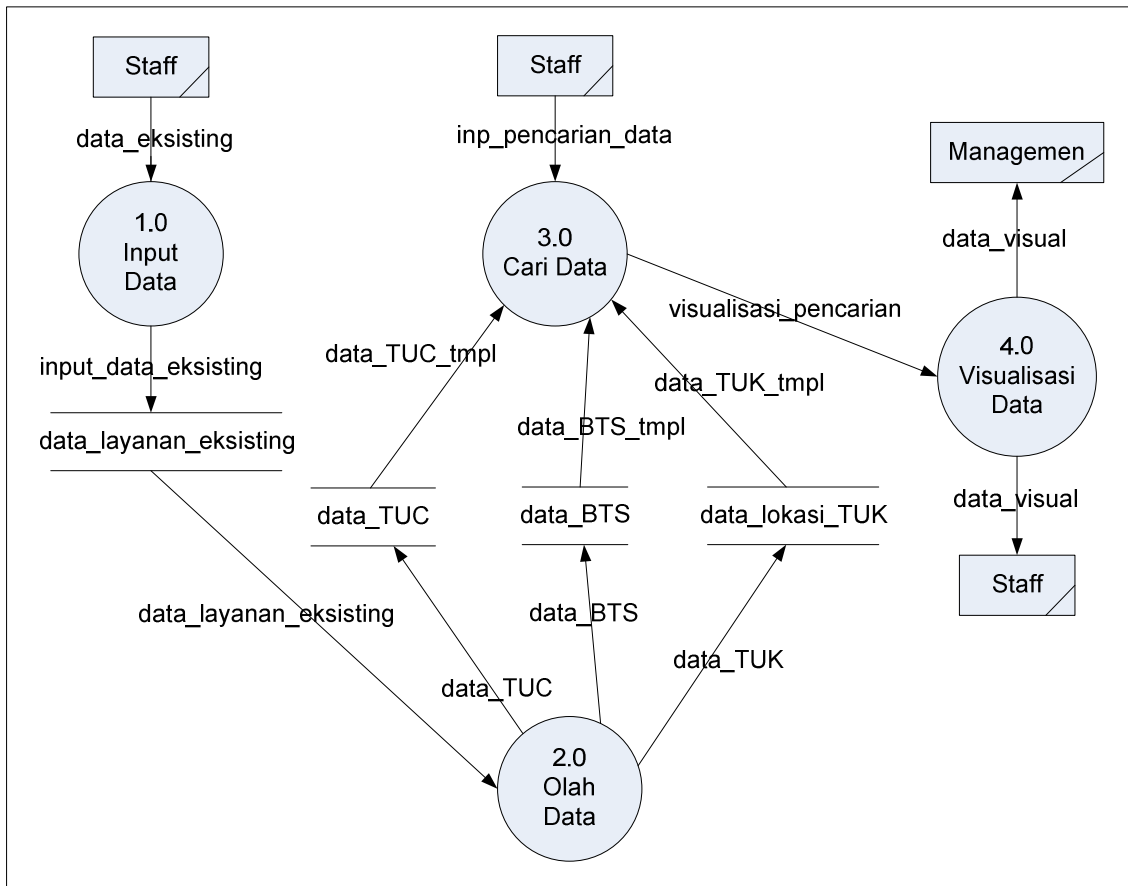 Staff
Staff
data_eksisting
inp_pencarian_data
Managemen
1.0
Input
Data
3.0
Cari Data
data_visual
visualisasi_pencarian
input_data_eksisting
data_TUC_tmpl
data_TUK_tmpl
4.0
Visualisasi
Data
data_layanan_eksisting
data_BTS_tmpl
data_visual
data_TUC
data_BTS
data_lokasi_TUK
Staff
data_layanan_eksisting
data_BTS
data_TUK
data_TUC
2.0
Olah
Data